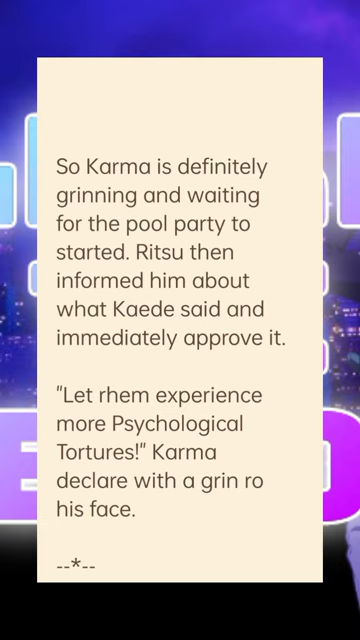 So Karma is definitely
grinning and waiting
for the pool party to
started. Ritsu then
informed him about
what Kaede said and
immediately approve it.
"Let rhem experience
more Psychological
Tortures!" Karma
declare with a grin ro
his face.
--*--